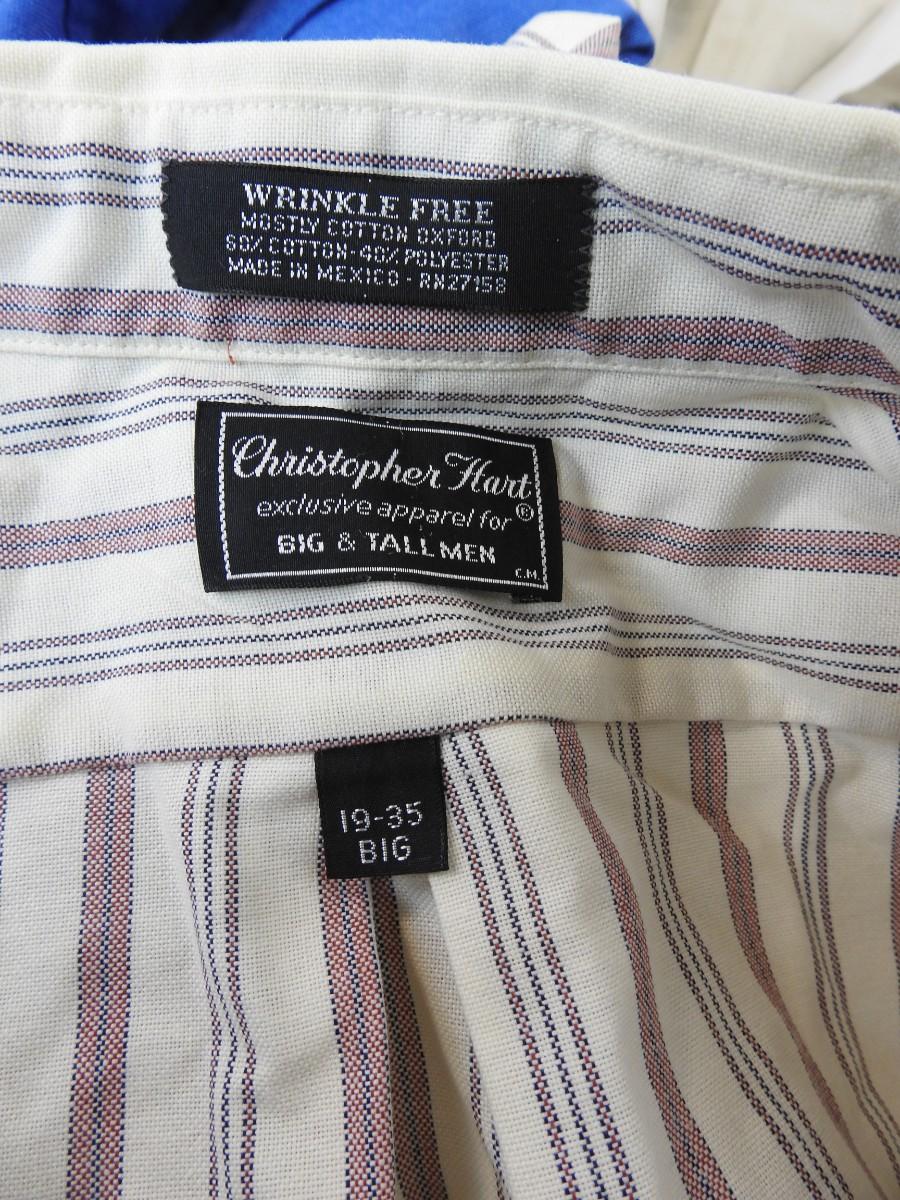 WRINKLE FREE
MOSTLY COTTON OXFORD
60% COTTON-40% POLYESTER
MADE IN MEXICO - RN27158
Christopher Hart®
exclusive apparel for
BIG & TALL MEN
C.M.
19-35
BIG